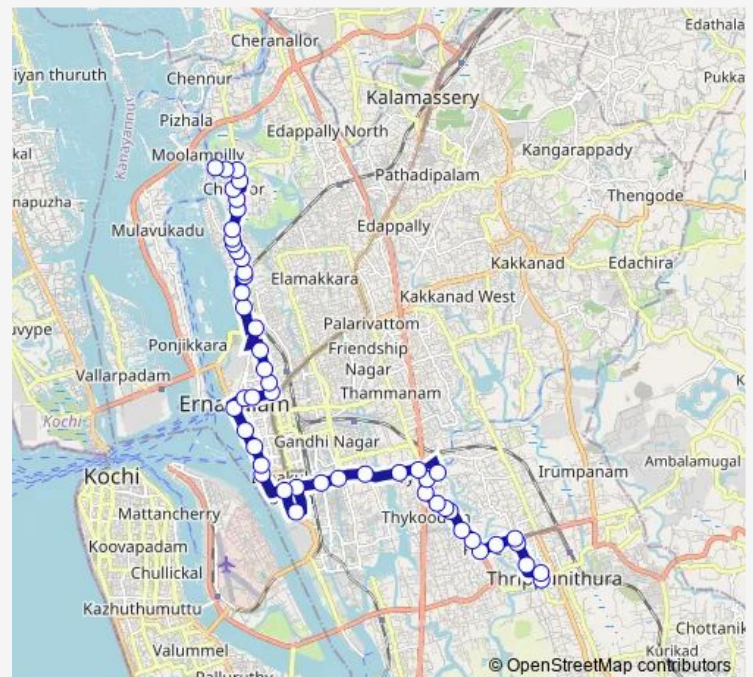 Edathala
Cheranallor
iyan thuruth
Chennur
Pukka
Kalamassery
Pizhala
Edappally North
Kanayannut
kal
Moolampilly
Kangarappady
Pathadipalam
Thengode
napuzha
Mulavukadu
Edappally
Kakkanad
Edachira
Elamakkara
Kakkanad West
Palarivattom
Ponjikkara
Friendship
Nagar
Vallarpadam
Thammanam
Kochi
Gandhi Nagar
Kochi
Irumpanam
Ambalamugal
Mattancherry
Koovapadam
Chullickal
Kazhuthumuttu
Chottanik
Valummel
Kurikad
Palluruthy
© OpenStreetMap contributors